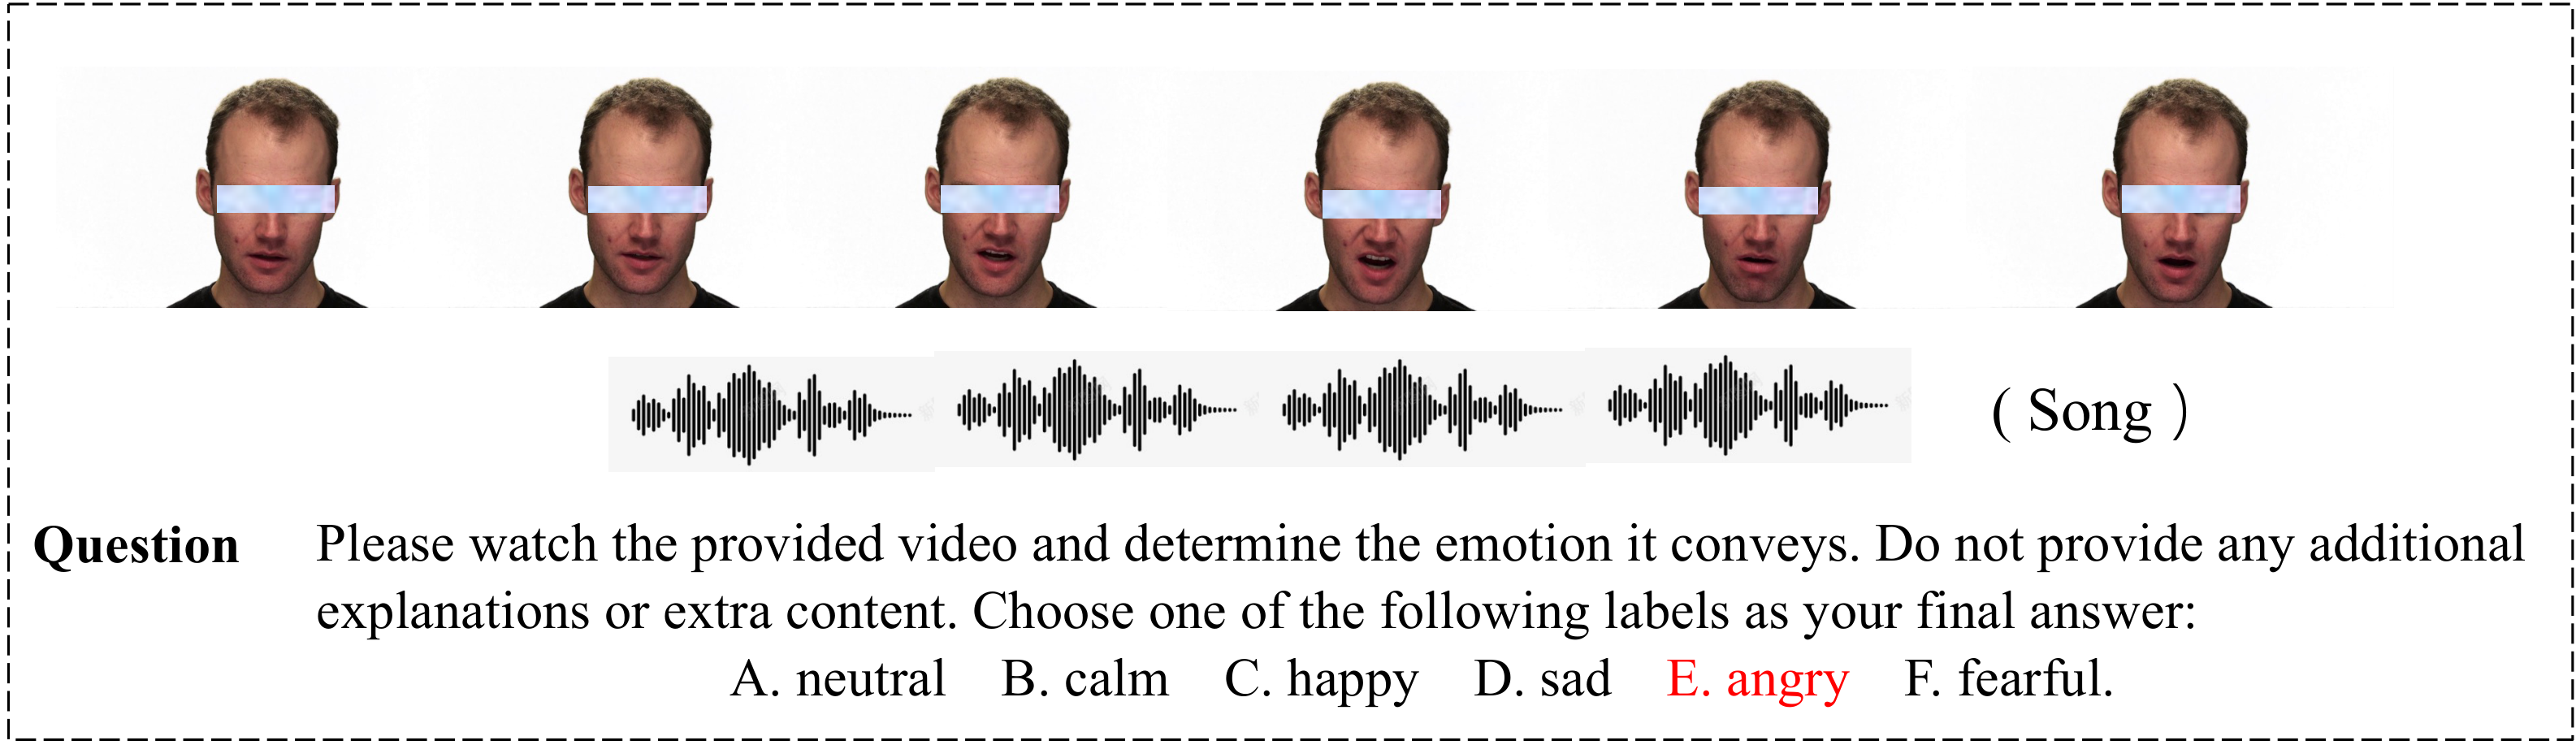 ( Song )
Question Please watch the provided video and determine the emotion it conveys. Do not provide any additional
explanations or extra content. Choose one of the following labels as your final answer:
A. neutral B. calm C. happy D. sad E. angry F. fearful.